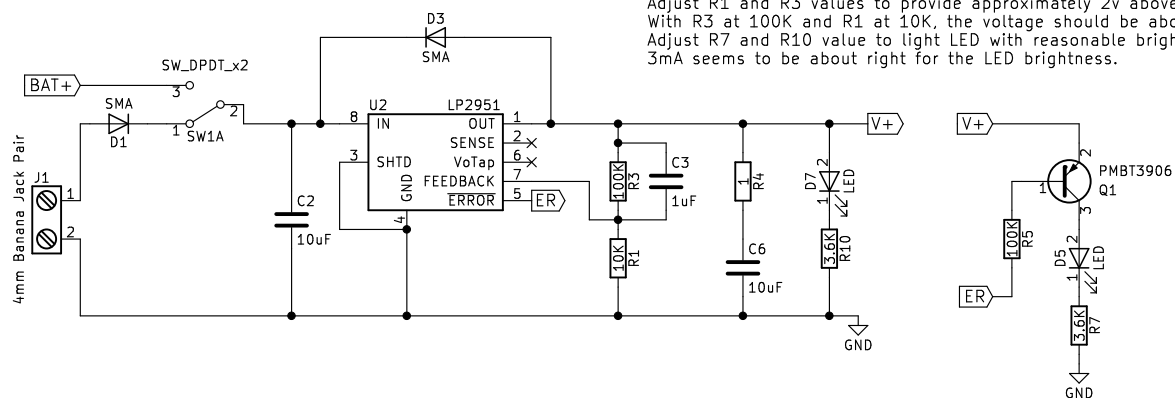 Adjust R1 and R3 values to provide approximately 2v above
With R3 at 100K and R1 at 10K, the voltage should be
Adjust R7 and R10 value to light LED with reasonable
3mA seems to be about right for the LED brightness.
D3
SMA
SW_DPDT_x2
BAT+
3
2
1
SW1A
SMA
D1
J1
1
2
4mm Banana Jack Pair
C2
10uF
U2
LP2951
8
IN
OUT
1
SENSE
2
3
SHTD
VoTap
6
FEEDBACK
7
GND
ERROR
5
4
ER
100K
R3
C3
1uF
10K
R1
1
R4
C6
10uF
D7
2
1
LED
3.6K
R10
V+
GND
V+
2
PMBT3906
Q1
1
3
100K
R5
ER
D5
2
1
LED
3.6K
R7
GND